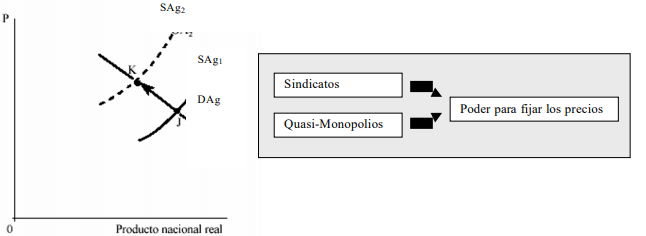 SAg2
P
SAg1
K
DAg
J
0
Producto nacional real
Sindicatos
Quasi-Monopolios
Poder para fijar los precios